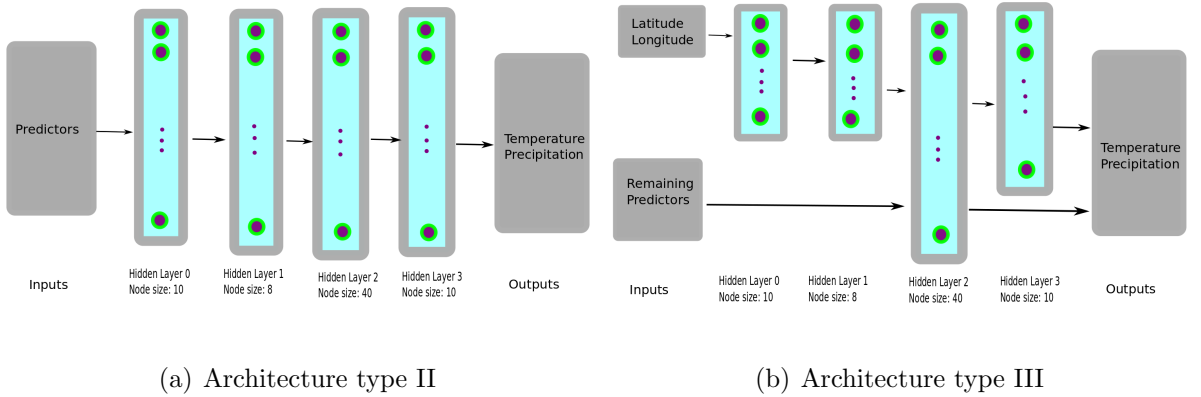 Predictors
Temperature
Precipitation
Inputs
Hidden Layer 0
Node size: 10
Hidden Layer 1
Node size: 8
Hidden Layer 2
Node size: 40
Hidden Layer 3
Node size: 10
Outputs
(a) Architecture type II
Latitude
Longitude
Remaining
Predictors
Temperature
Precipitation
Inputs
Hidden Layer 0
Node size: 10
Hidden Layer 1
Node size: 8
Hidden Layer 2
Node size: 40
Hidden Layer 3
Node size: 10
Outputs
(b) Architecture type III